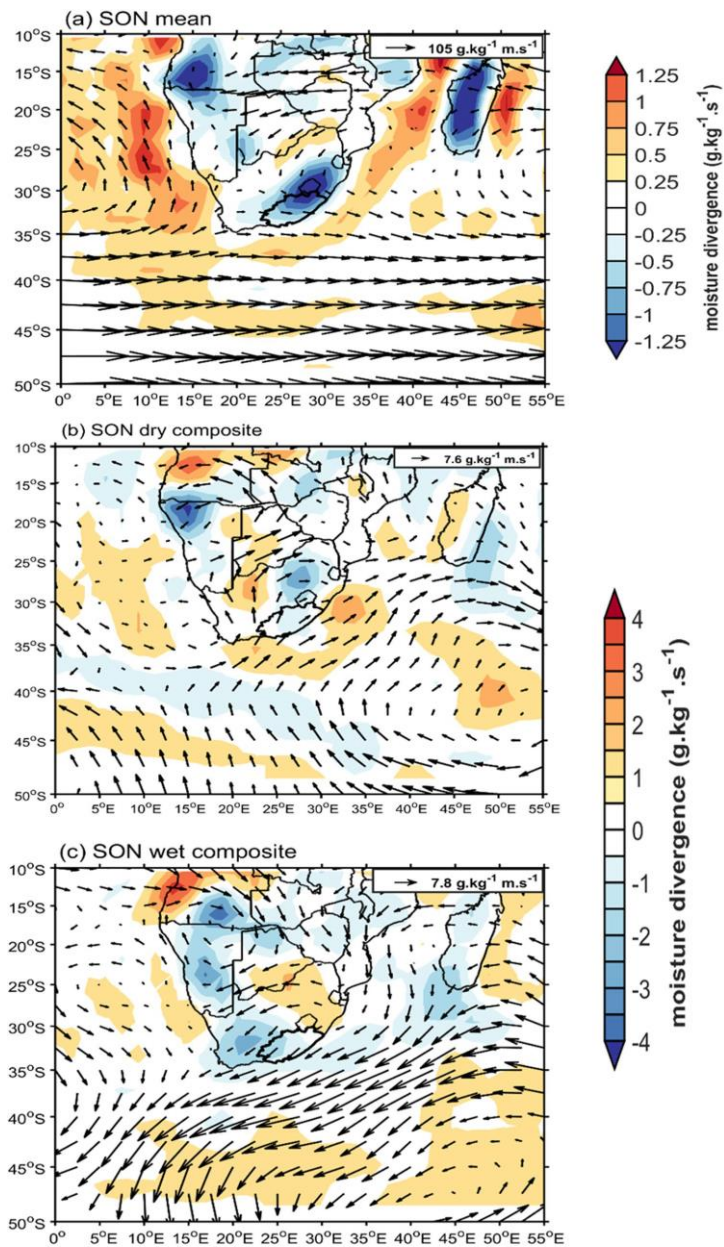 (a) SON mean
105 g.kg⁻¹ m.s⁻¹
10°S
15°S
20°S
25°S
30°S
35°S
40°S
45°S
50°S
0° 5°E 10°E 15°E 20°E 25°E 30°E 35°E 40°E 45°E 50°E 55°E
1.25
1
0.75
0.5
0.25
0
-0.25
-0.5
-0.75
-1
-1.25
moisture divergence (g.kg⁻¹.s⁻¹)
(b) SON dry composite
7.6 g.kg⁻¹ m.s⁻¹
10°S
15°S
20°S
25°S
30°S
35°S
40°S
45°S
50°S
0° 5°E 10°E 15°E 20°E 25°E 30°E 35°E 40°E 45°E 50°E 55°E
(c) SON wet composite
7.8 g.kg⁻¹ m.s⁻¹
10°S
15°S
20°S
25°S
30°S
35°S
40°S
45°S
50°S
0° 5°E 10°E 15°E 20°E 25°E 30°E 35°E 40°E 45°E 50°E 55°E
4
3
2
1
0
-1
-2
-3
-4
moisture divergence (g.kg⁻¹.s⁻¹)